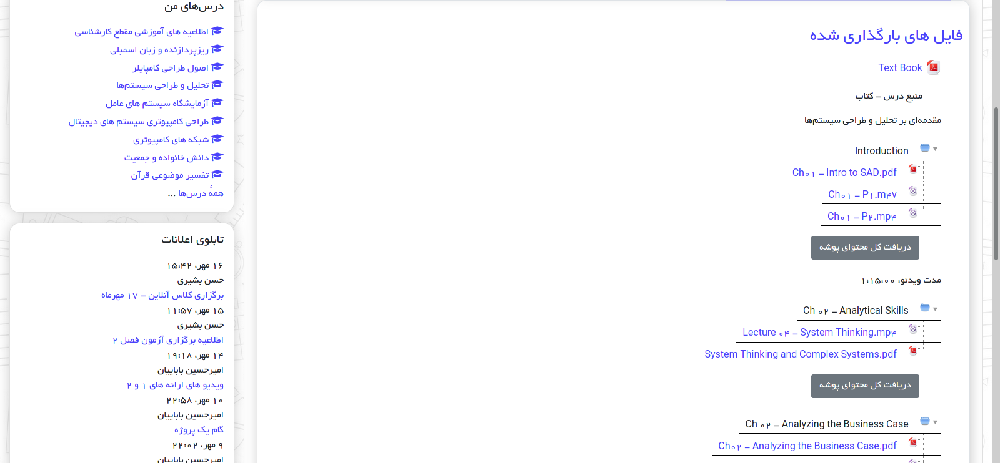 فایل های بارگذاری شده
Text Book
منبع درس – کتاب
مقدمه‌ای بر تحلیل و طراحی سیستم‌ها
Introduction
Ch۰۱ – Intro to SAD.pdf
Ch۰۱ – P۱.m۴v
Ch۰۱ – P۲.mp۴
دریافت کل محتوای پوشه
مدت ویدئو: ۱:۱۵:۰۰
Ch ۰۲ – Analytical Skills
Lecture ۰۴ – System Thinking.mp۴
System Thinking and Complex Systems.pdf
دریافت کل محتوای پوشه
Ch ۰۲ – Analyzing the Business Case
Ch۰۲ – Analyzing the Business Case.pdf
درس‌های من
اطلاعیه های آموزشی مقطع کارشناسی
ریزپردازنده و زبان اسمبلی
اصول طراحی کامپایلر
تحلیل و طراحی سیستم‌ها
آزمایشگاه سیستم های عامل
طراحی کامپیوتری سیستم های دیجیتال
شبکه های کامپیوتری
دانش خانواده و جمعیت
تفسیر موضوعی قرآن
همهٔ درس‌ها ...
تابلوی اعلانات
۱۶ مهر، ۱۵:۴۲
حسن بشیری
برگزاری کلاس آنلاین – ۱۷ مهرماه
۱۵ مهر، ۱۱:۵۷
حسن بشیری
اطلاعیه برگزاری آزمون فصل ۲
۱۴ مهر، ۱۹:۱۸
امیرحسین باباییان
ویدیو های ارائه های ۱ و ۲
۱۰ مهر، ۲۲:۵۸
امیرحسین باباییان
گام یک پروژه
۹ مهر، ۲۲:۰۲
امیرحسین باباییان